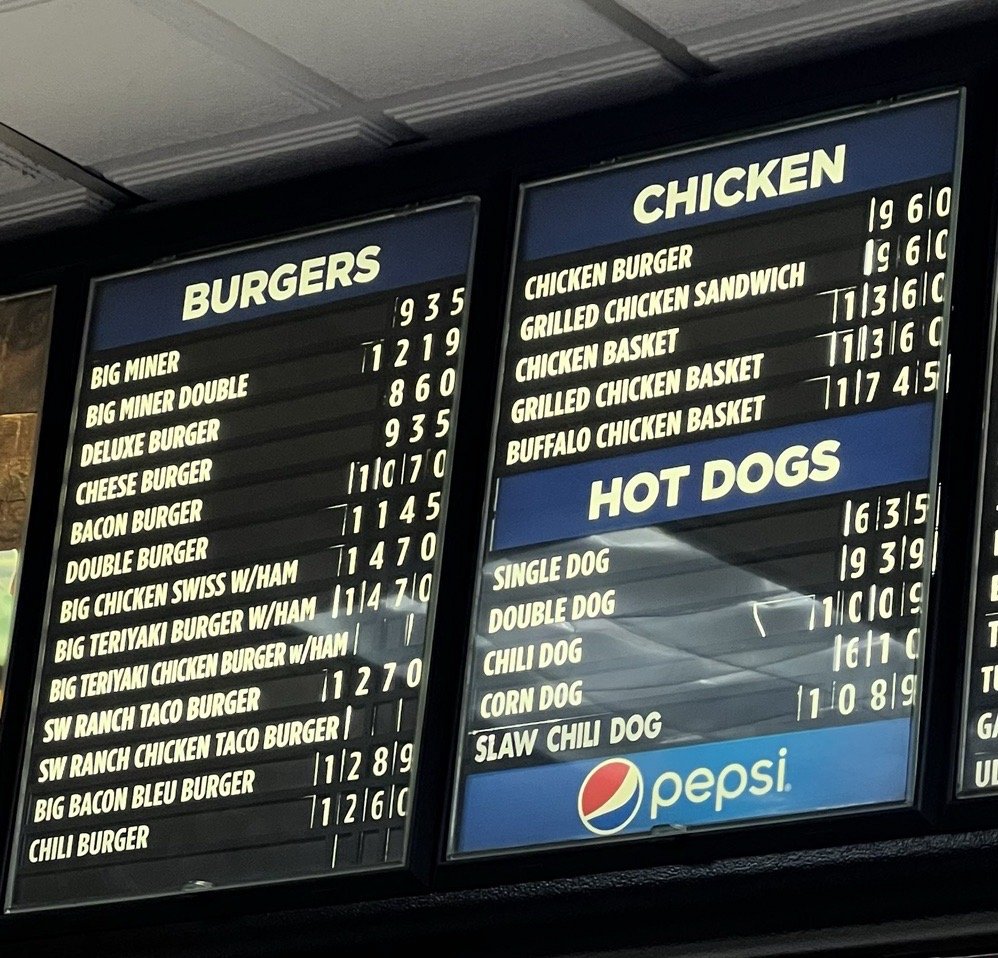 BURGERS
BIG MINER 9 3 5
BIG MINER DOUBLE 1 2 1 9
DELUXE BURGER 8 6 0
CHEESE BURGER 9 3 5
BACON BURGER 1 0 7 0
DOUBLE BURGER 1 1 4 5
BIG CHICKEN SWISS W/HAM 1 4 7 0
BIG TERIYAKI BURGER W/HAM 1 4 7 0
BIG TERIYAKI CHICKEN BURGER w/HAM
SW RANCH TACO BURGER 1 2 7 0
SW RANCH CHICKEN TACO BURGER
BIG BACON BLEU BURGER 1 2 8 9
CHILI BURGER 1 2 6 0
CHICKEN
CHICKEN BURGER 9 6 0
GRILLED CHICKEN SANDWICH 9 6 0
CHICKEN BASKET 1 3 6 0
GRILLED CHICKEN BASKET 1 3 6 0
BUFFALO CHICKEN BASKET 1 7 4 5
HOT DOGS
SINGLE DOG 6 3 5
DOUBLE DOG 9 3 9
CHILI DOG 1 0 0 9
CORN DOG 6 1 0
SLAW CHILI DOG 1 0 8 9
pepsi